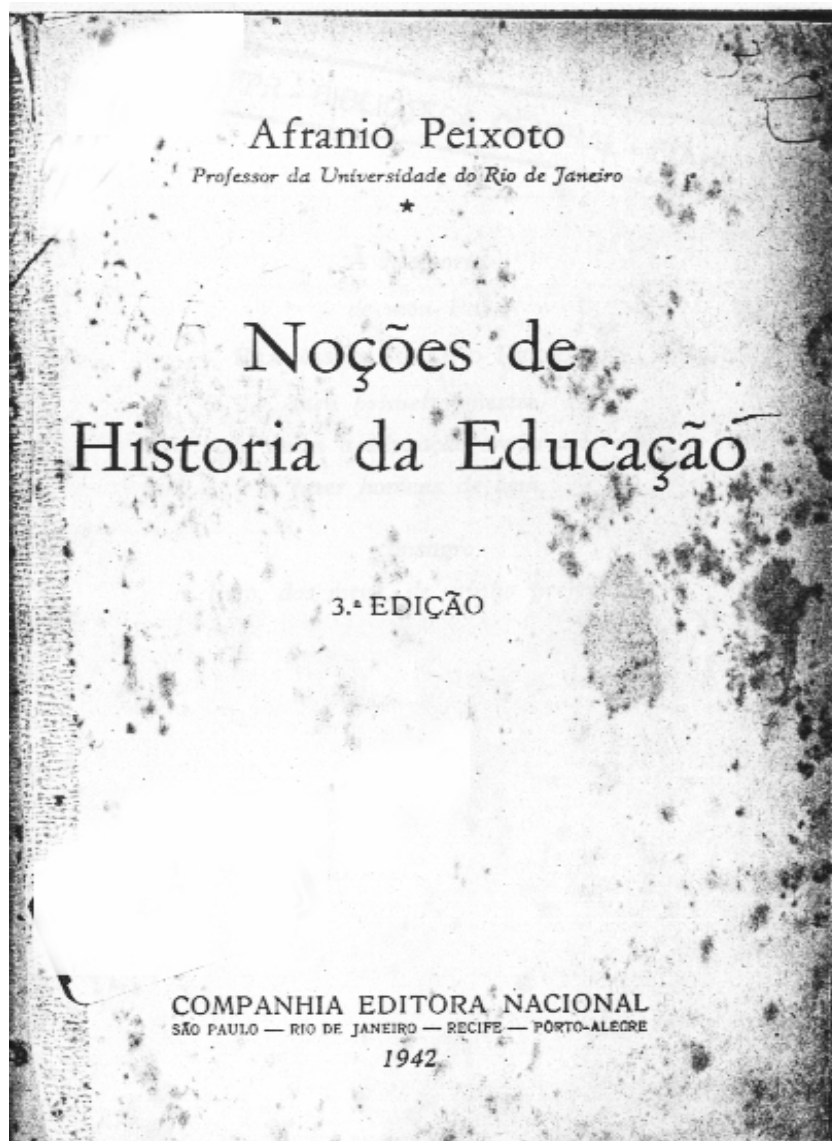 Afranio Peixoto
Professor da Universidade do Rio de Janeiro
★
Noções de
Historia da Educação
3.ª EDIÇÃO
COMPANHIA EDITORA NACIONAL
SÃO PAULO — RIO DE JANEIRO — RECIFE — PÔRTO-ALEGRE
1942